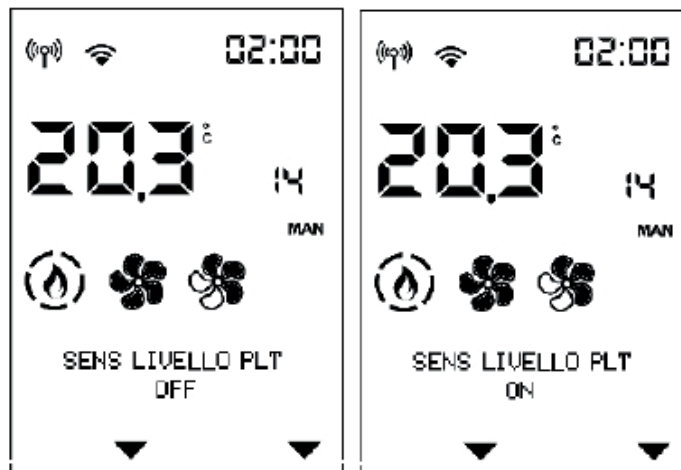 02:00
20.3 °C
14
MAN
SENS LIVELLO PLT
OFF
02:00
20.3 °C
14
MAN
SENS LIVELLO PLT
ON